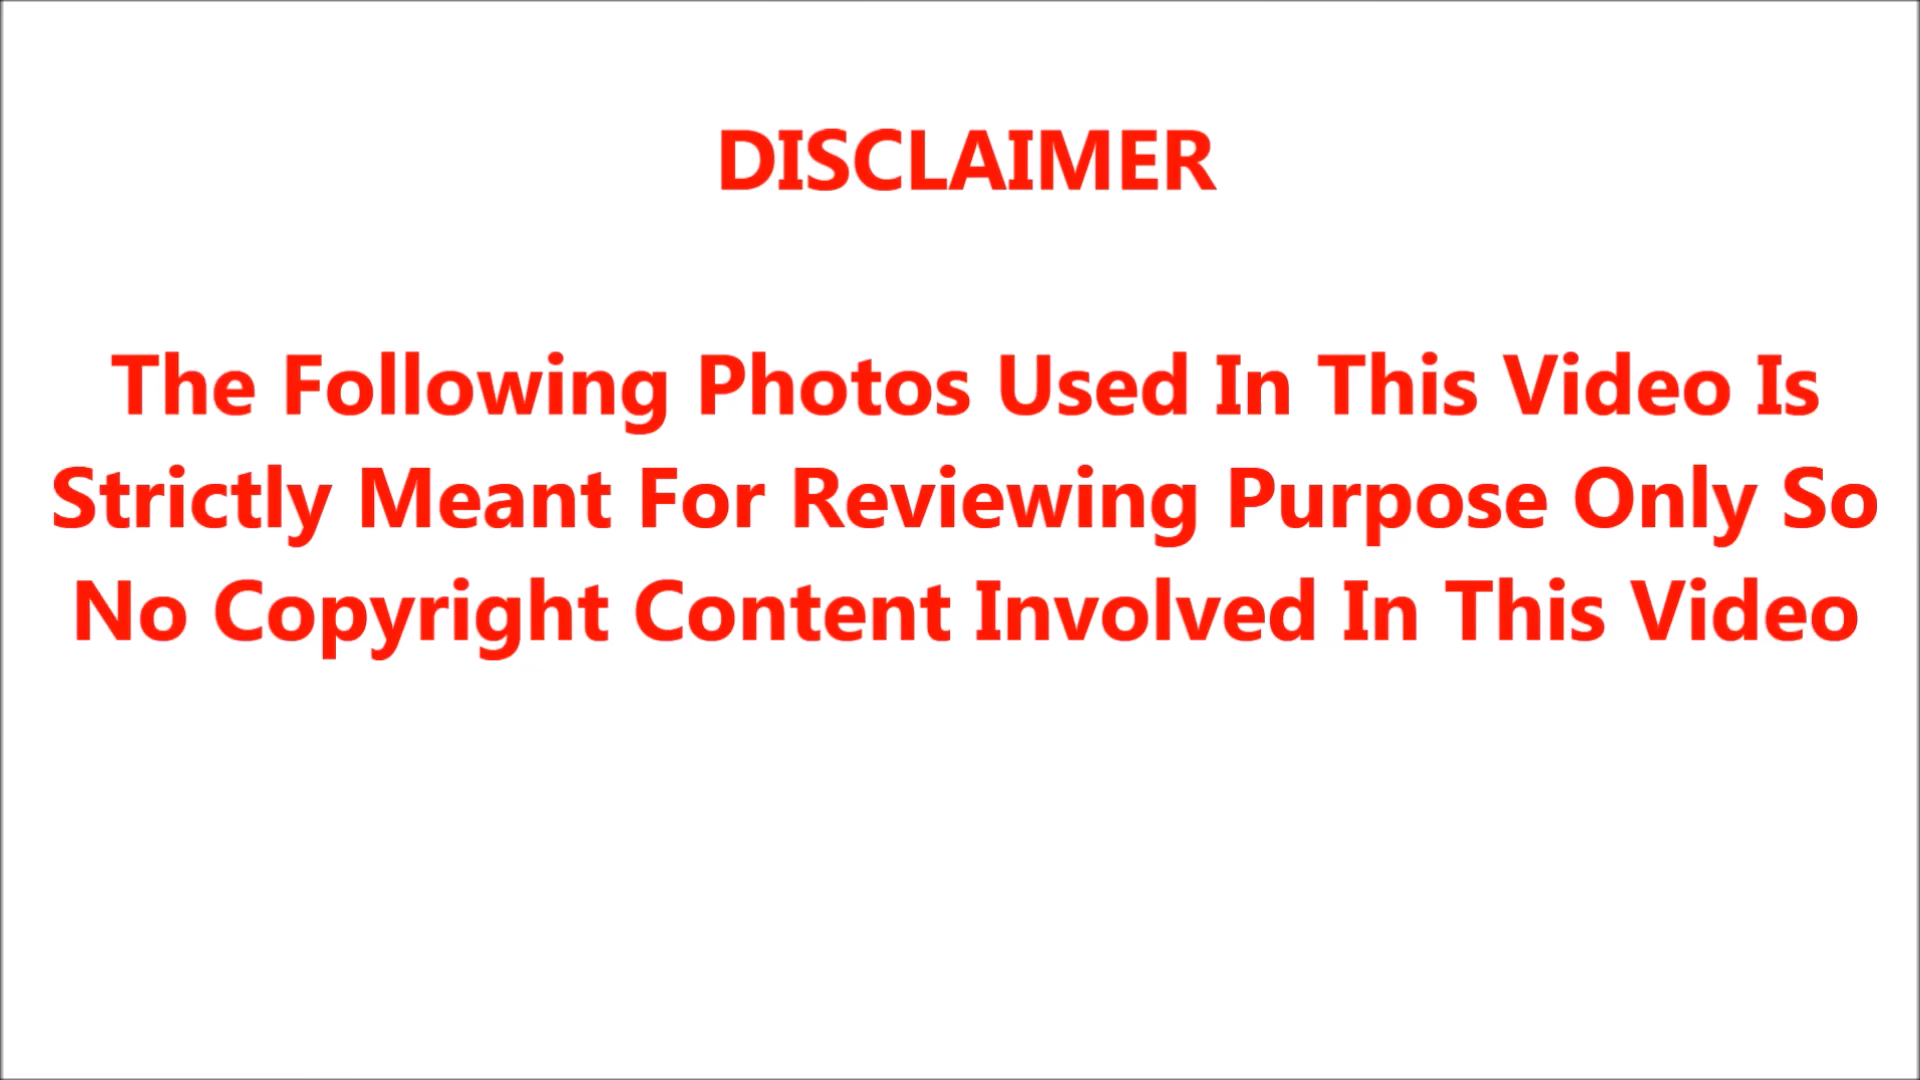 DISCLAIMER
The Following Photos Used In This Video Is
Strictly Meant For Reviewing Purpose Only So
No Copyright Content Involved In This Video